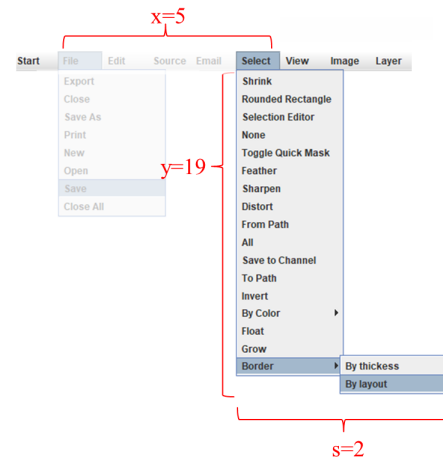 x=5
Start File Edit Source Email Select View Image Layer
Export
Close
Save As
Print
New
Open
Save
Close All
y=19
Shrink
Rounded Rectangle
Selection Editor
None
Toggle Quick Mask
Feather
Sharpen
Distort
From Path
All
Save to Channel
To Path
Invert
By Color
Float
Grow
Border
By thickess
By layout
s=2